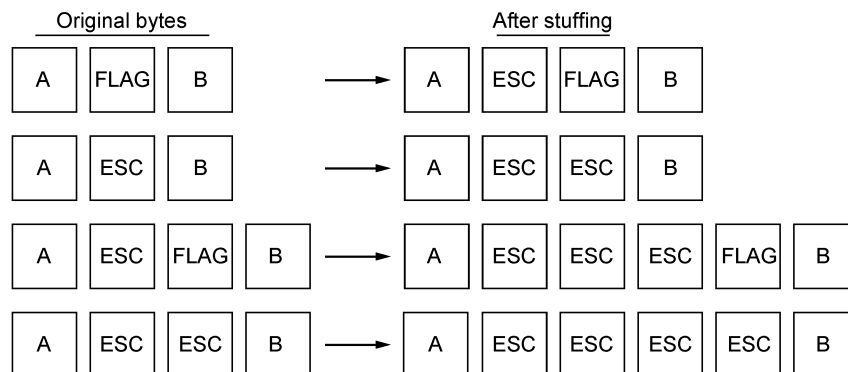 Original bytes After stuffing
A FLAG B A ESC FLAG B
A ESC B A ESC ESC B
A ESC FLAG B A ESC ESC ESC FLAG B
A ESC ESC B A ESC ESC ESC ESC B